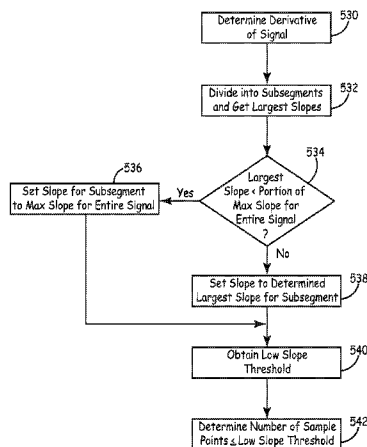 530
Determine Derivative
of Signal
532
Divide into Subsegments
and Get Largest Slopes
534
Largest
Slope < Portion of
Max Slope for
Entire Signal
?
Yes
536
Set Slope for Subsegment
to Max Slope for Entire Signal
No
538
Set Slope to Determined
Largest Slope for Subsegment
540
Obtain Low Slope
Threshold
542
Determine Number of Sample
Points ≤ Low Slope Threshold